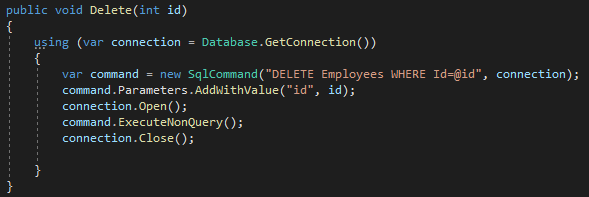 public void Delete(int id)
{
using (var connection = Database.GetConnection())
{
var command = new SqlCommand("DELETE Employees WHERE Id=@id", connection);
command.Parameters.AddWithValue("id", id);
connection.Open();
command.ExecuteNonQuery();
connection.Close();
}
}